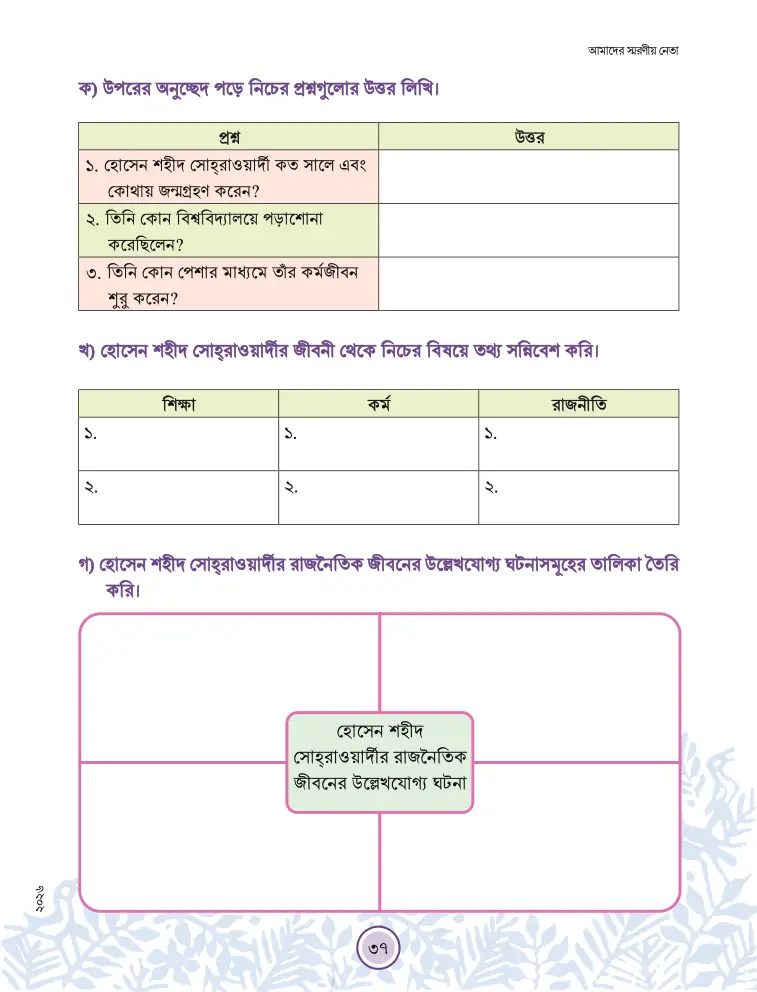 আমাদের স্মরণীয় নেতা
ক) উপরের অনুচ্ছেদ পড়ে নিচের প্রশ্নগুলোর উত্তর লিখি।
প্রশ্ন উত্তর
১. হোসেন শহীদ সোহ্‌রাওয়ার্দী কত সালে এবং
কোথায় জন্মগ্রহণ করেন?
২. তিনি কোন বিশ্ববিদ্যালয়ে পড়াশোনা
করেছিলেন?
৩. তিনি কোন পেশার মাধ্যমে তাঁর কর্মজীবন
শুরু করেন?
খ) হোসেন শহীদ সোহ্‌রাওয়ার্দীর জীবনী থেকে নিচের বিষয়ে তথ্য সন্নিবেশ করি।
শিক্ষা কর্ম রাজনীতি
১. ১. ১.
২. ২. ২.
গ) হোসেন শহীদ সোহ্‌রাওয়ার্দীর রাজনৈতিক জীবনের উল্লেখযোগ্য ঘটনাসমূহের তালিকা তৈরি
করি।
হোসেন শহীদ
সোহ্‌রাওয়ার্দীর রাজনৈতিক
জীবনের উল্লেখযোগ্য ঘটনা
২০২৬
৩৭